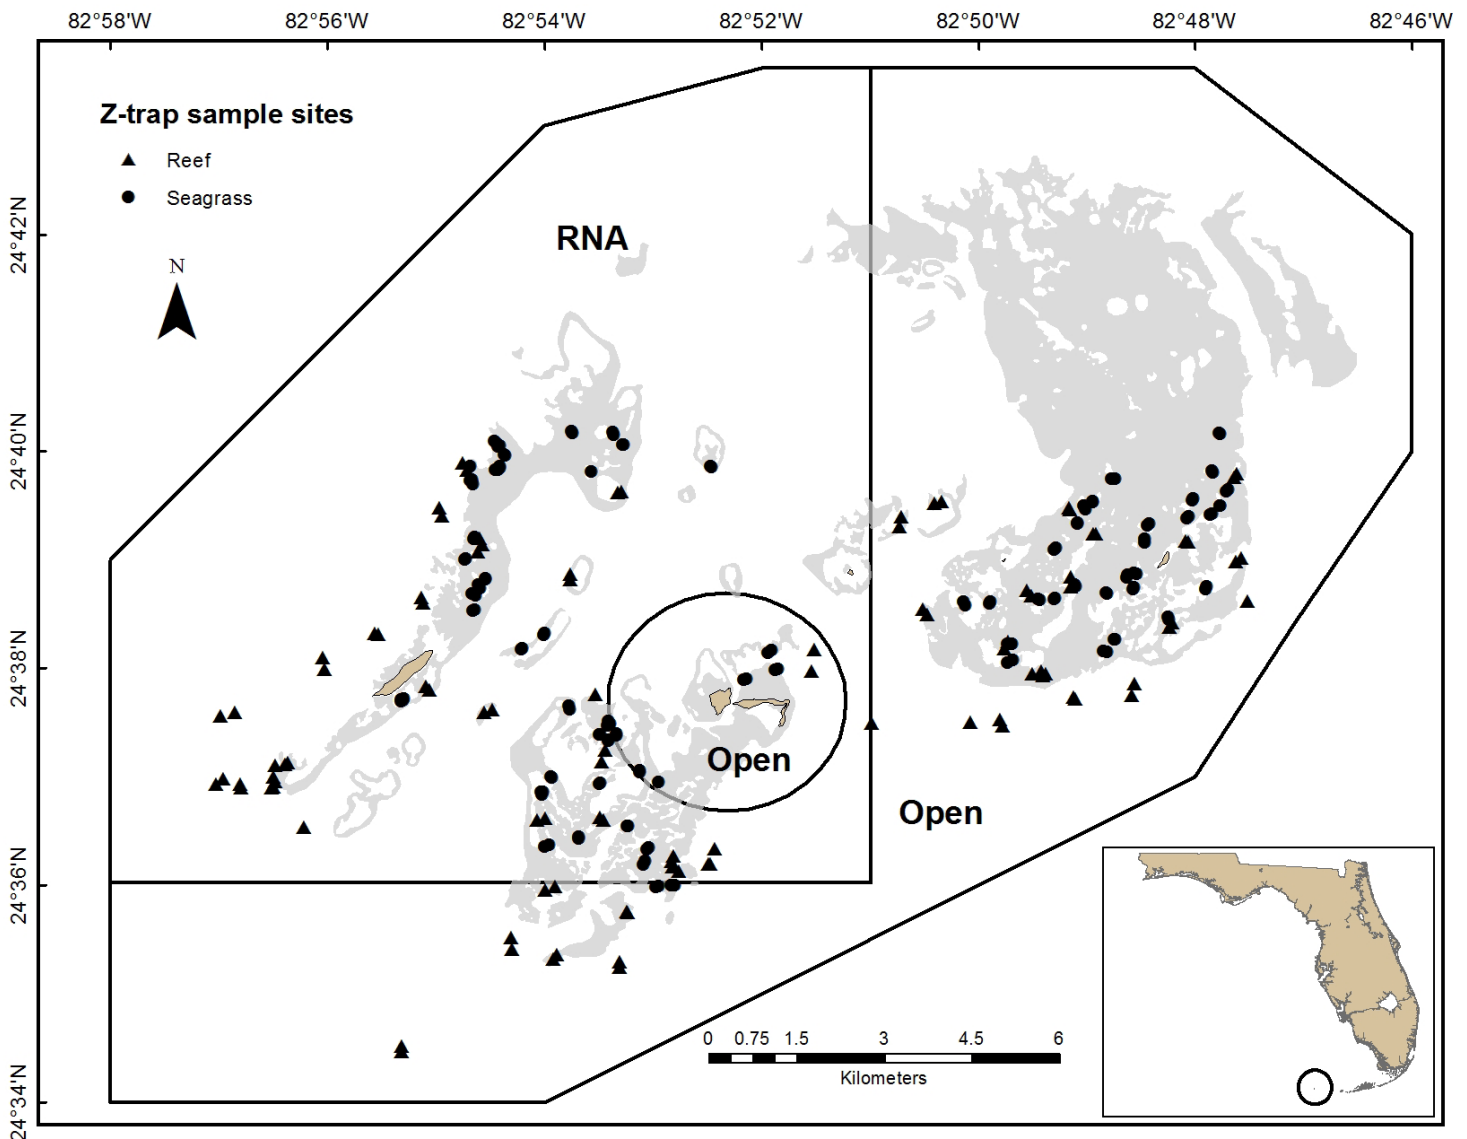 82°58'W 82°56'W 82°54'W 82°52'W 82°50'W 82°48'W 82°46'W
Z-trap sample sites
Reef
Seagrass
N
RNA
24°42'N
24°40'N
24°38'N
24°36'N
24°34'N
Open
Open
0 0.75 1.5 3 4.5 6
Kilometers